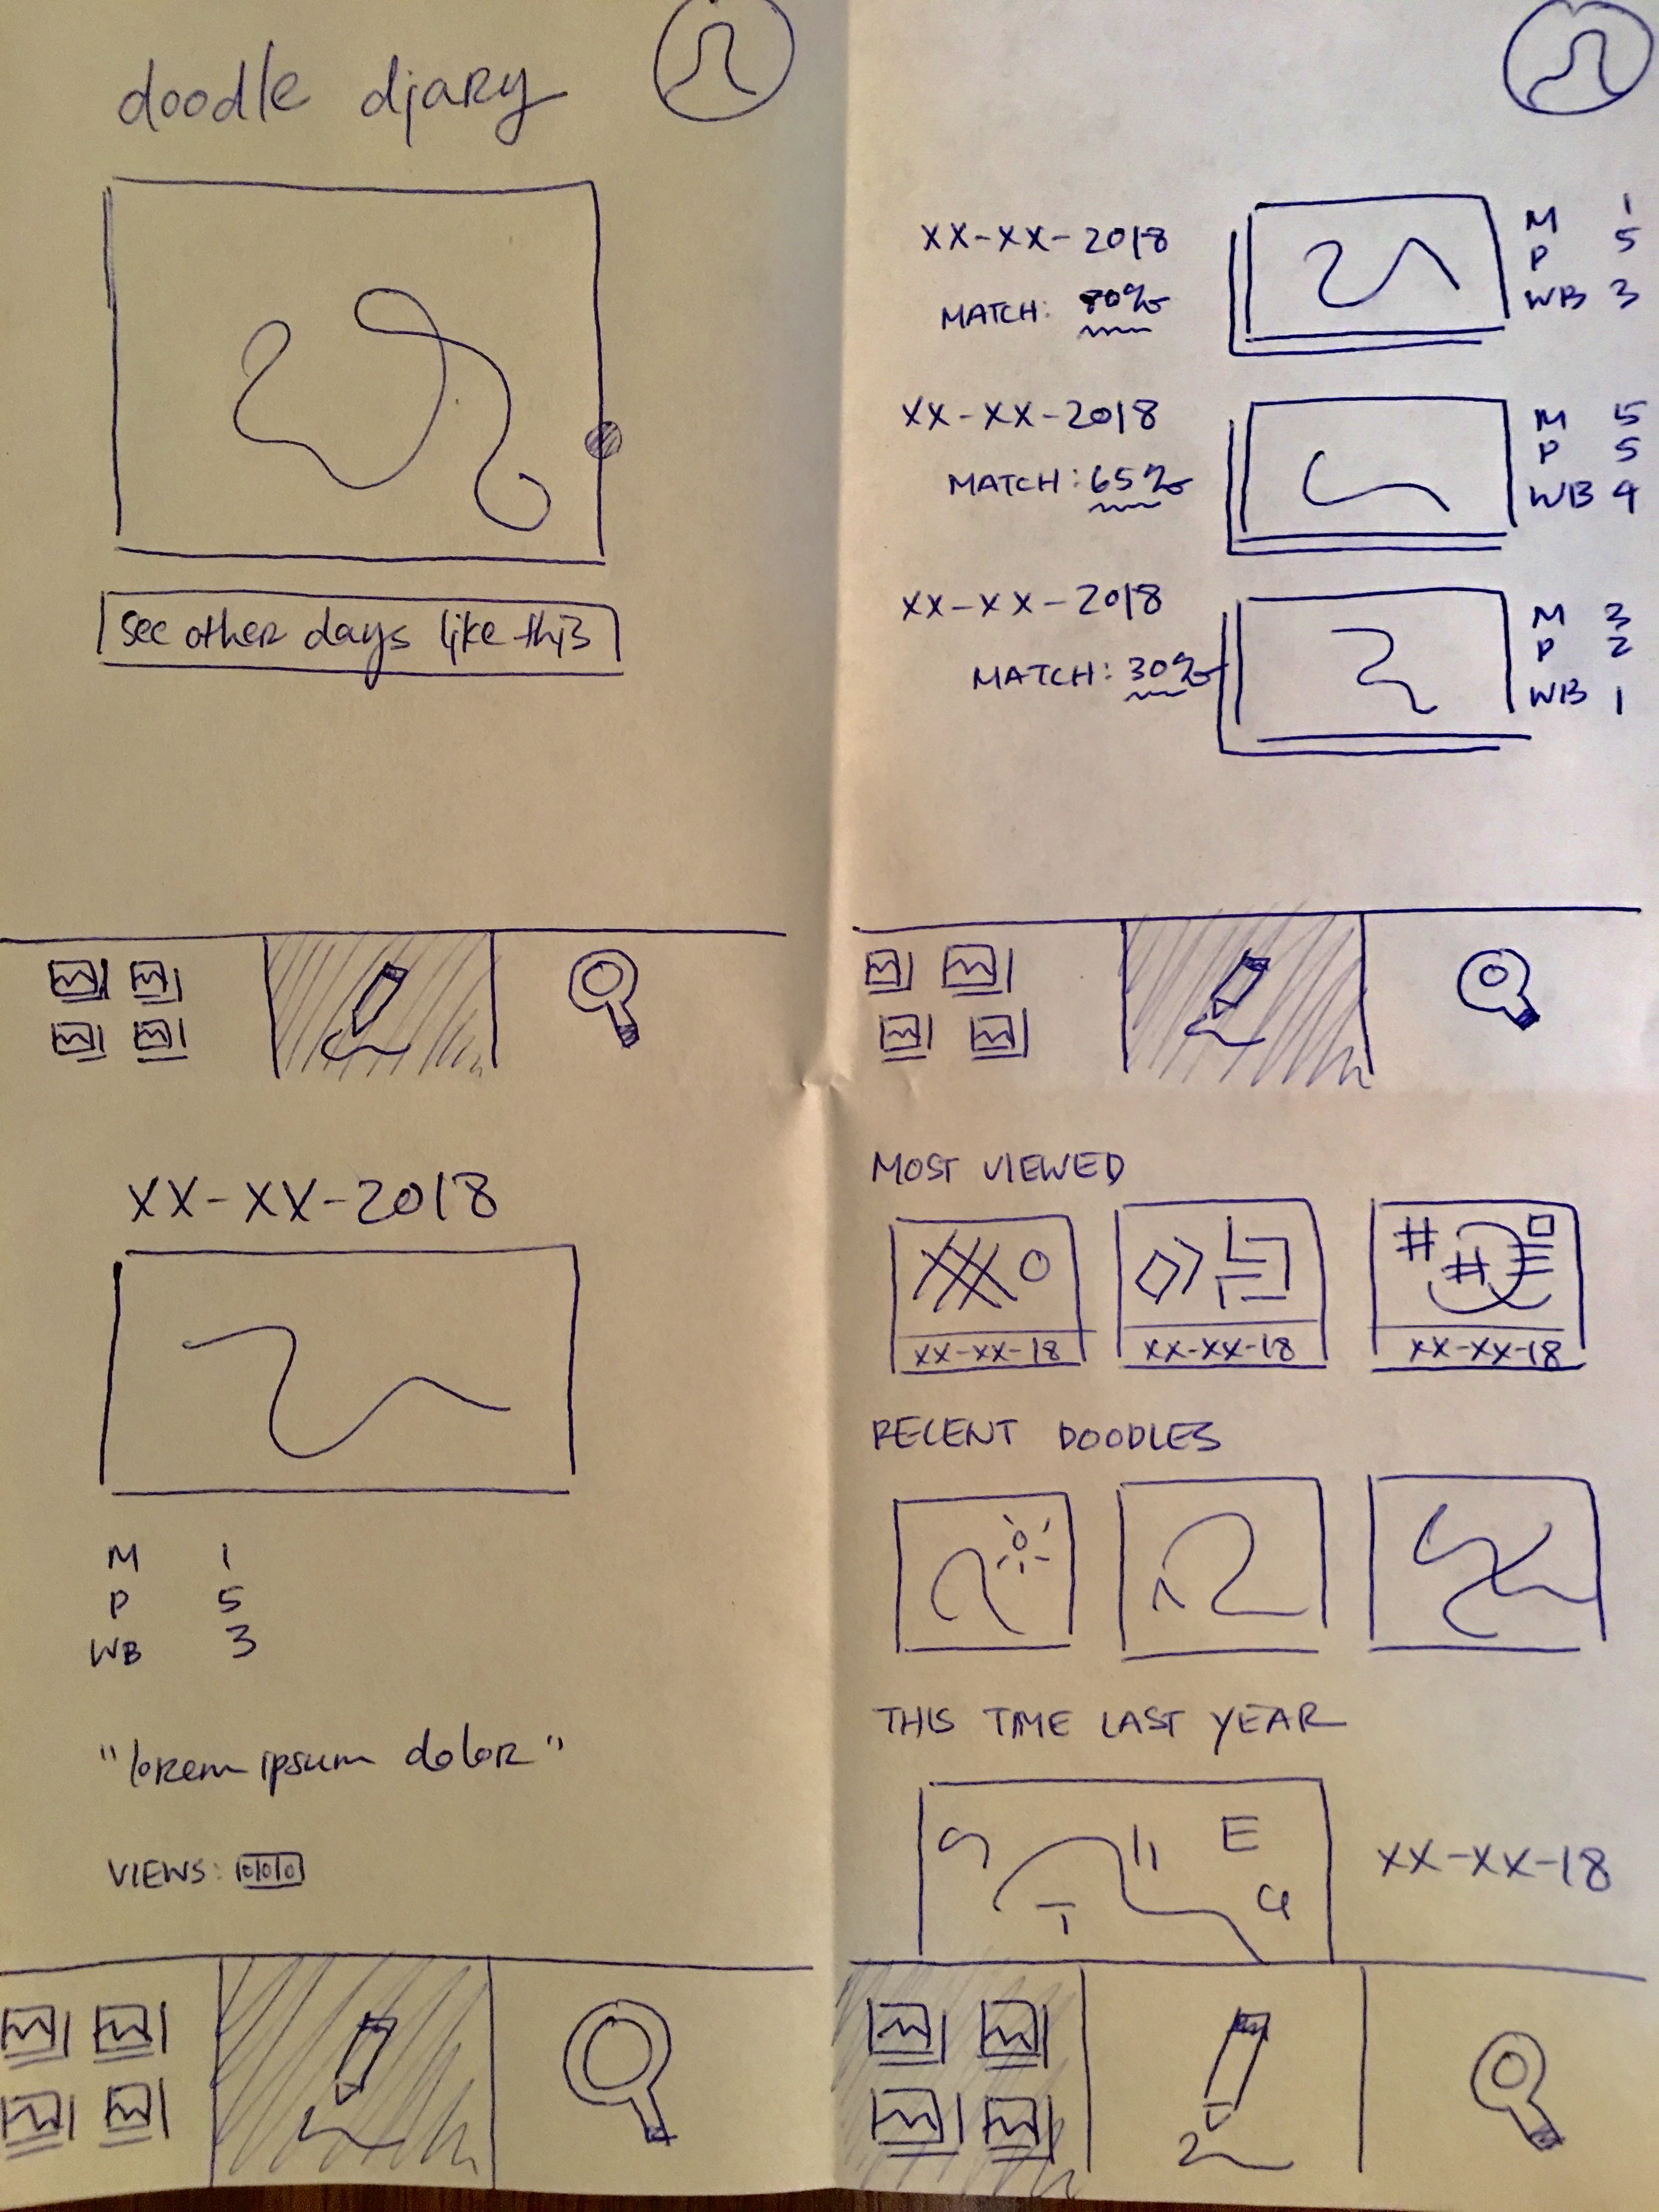 doodle diary
see other days like this
XX-XX-2018
MATCH: 80%
M 1
P 5
WB 3
XX-XX-2018
MATCH: 65%
M 5
P 5
WB 4
XX-XX-2018
MATCH: 30%
M 3
P 2
WB 1
XX-XX-2018
M 1
P 5
WB 3
"lorem ipsum dolor"
VIEWS:
MOST VIEWED
XX-XX-18 XX-XX-18 XX-XX-18
RECENT DOODLES
THIS TIME LAST YEAR
E
XX-XX-18